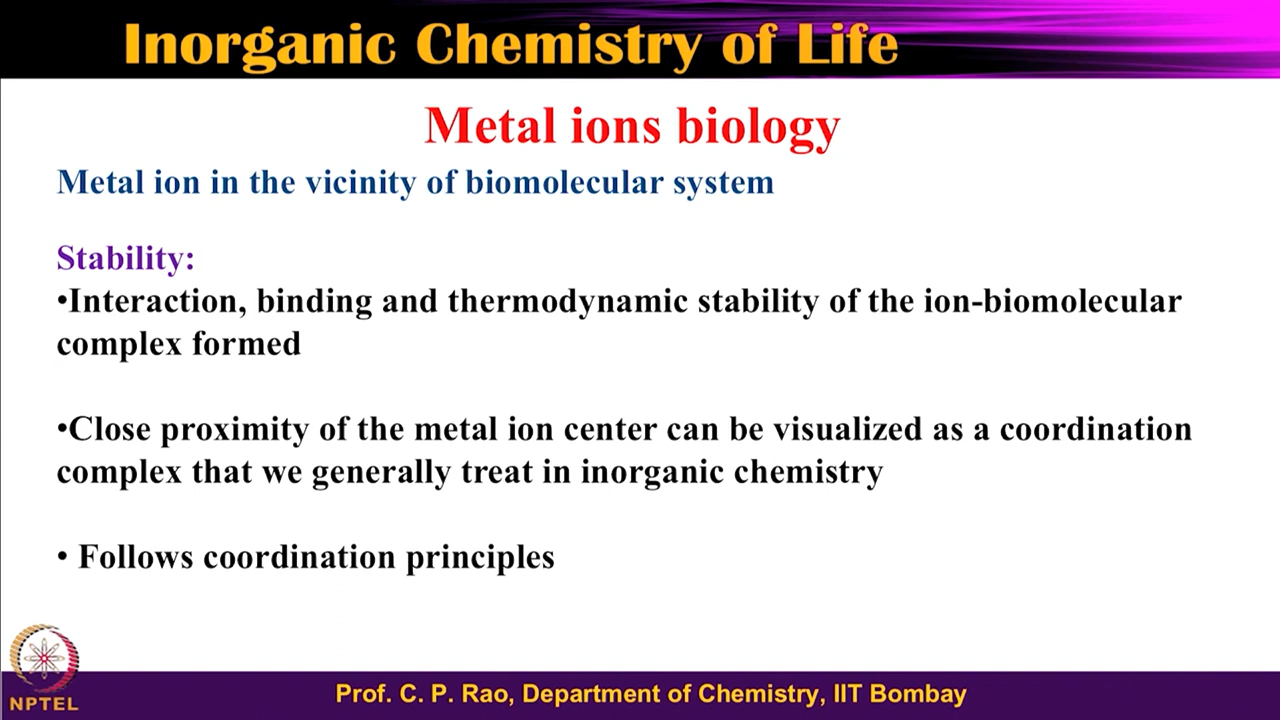 Inorganic Chemistry of Life
Metal ions biology
Metal ion in the vicinity of biomolecular system
Stability:
•Interaction, binding and thermodynamic stability of the ion-biomolecular
complex formed
•Close proximity of the metal ion center can be visualized as a coordination
complex that we generally treat in inorganic chemistry
• Follows coordination principles
NPTEL
Prof. C. P. Rao, Department of Chemistry, IIT Bombay